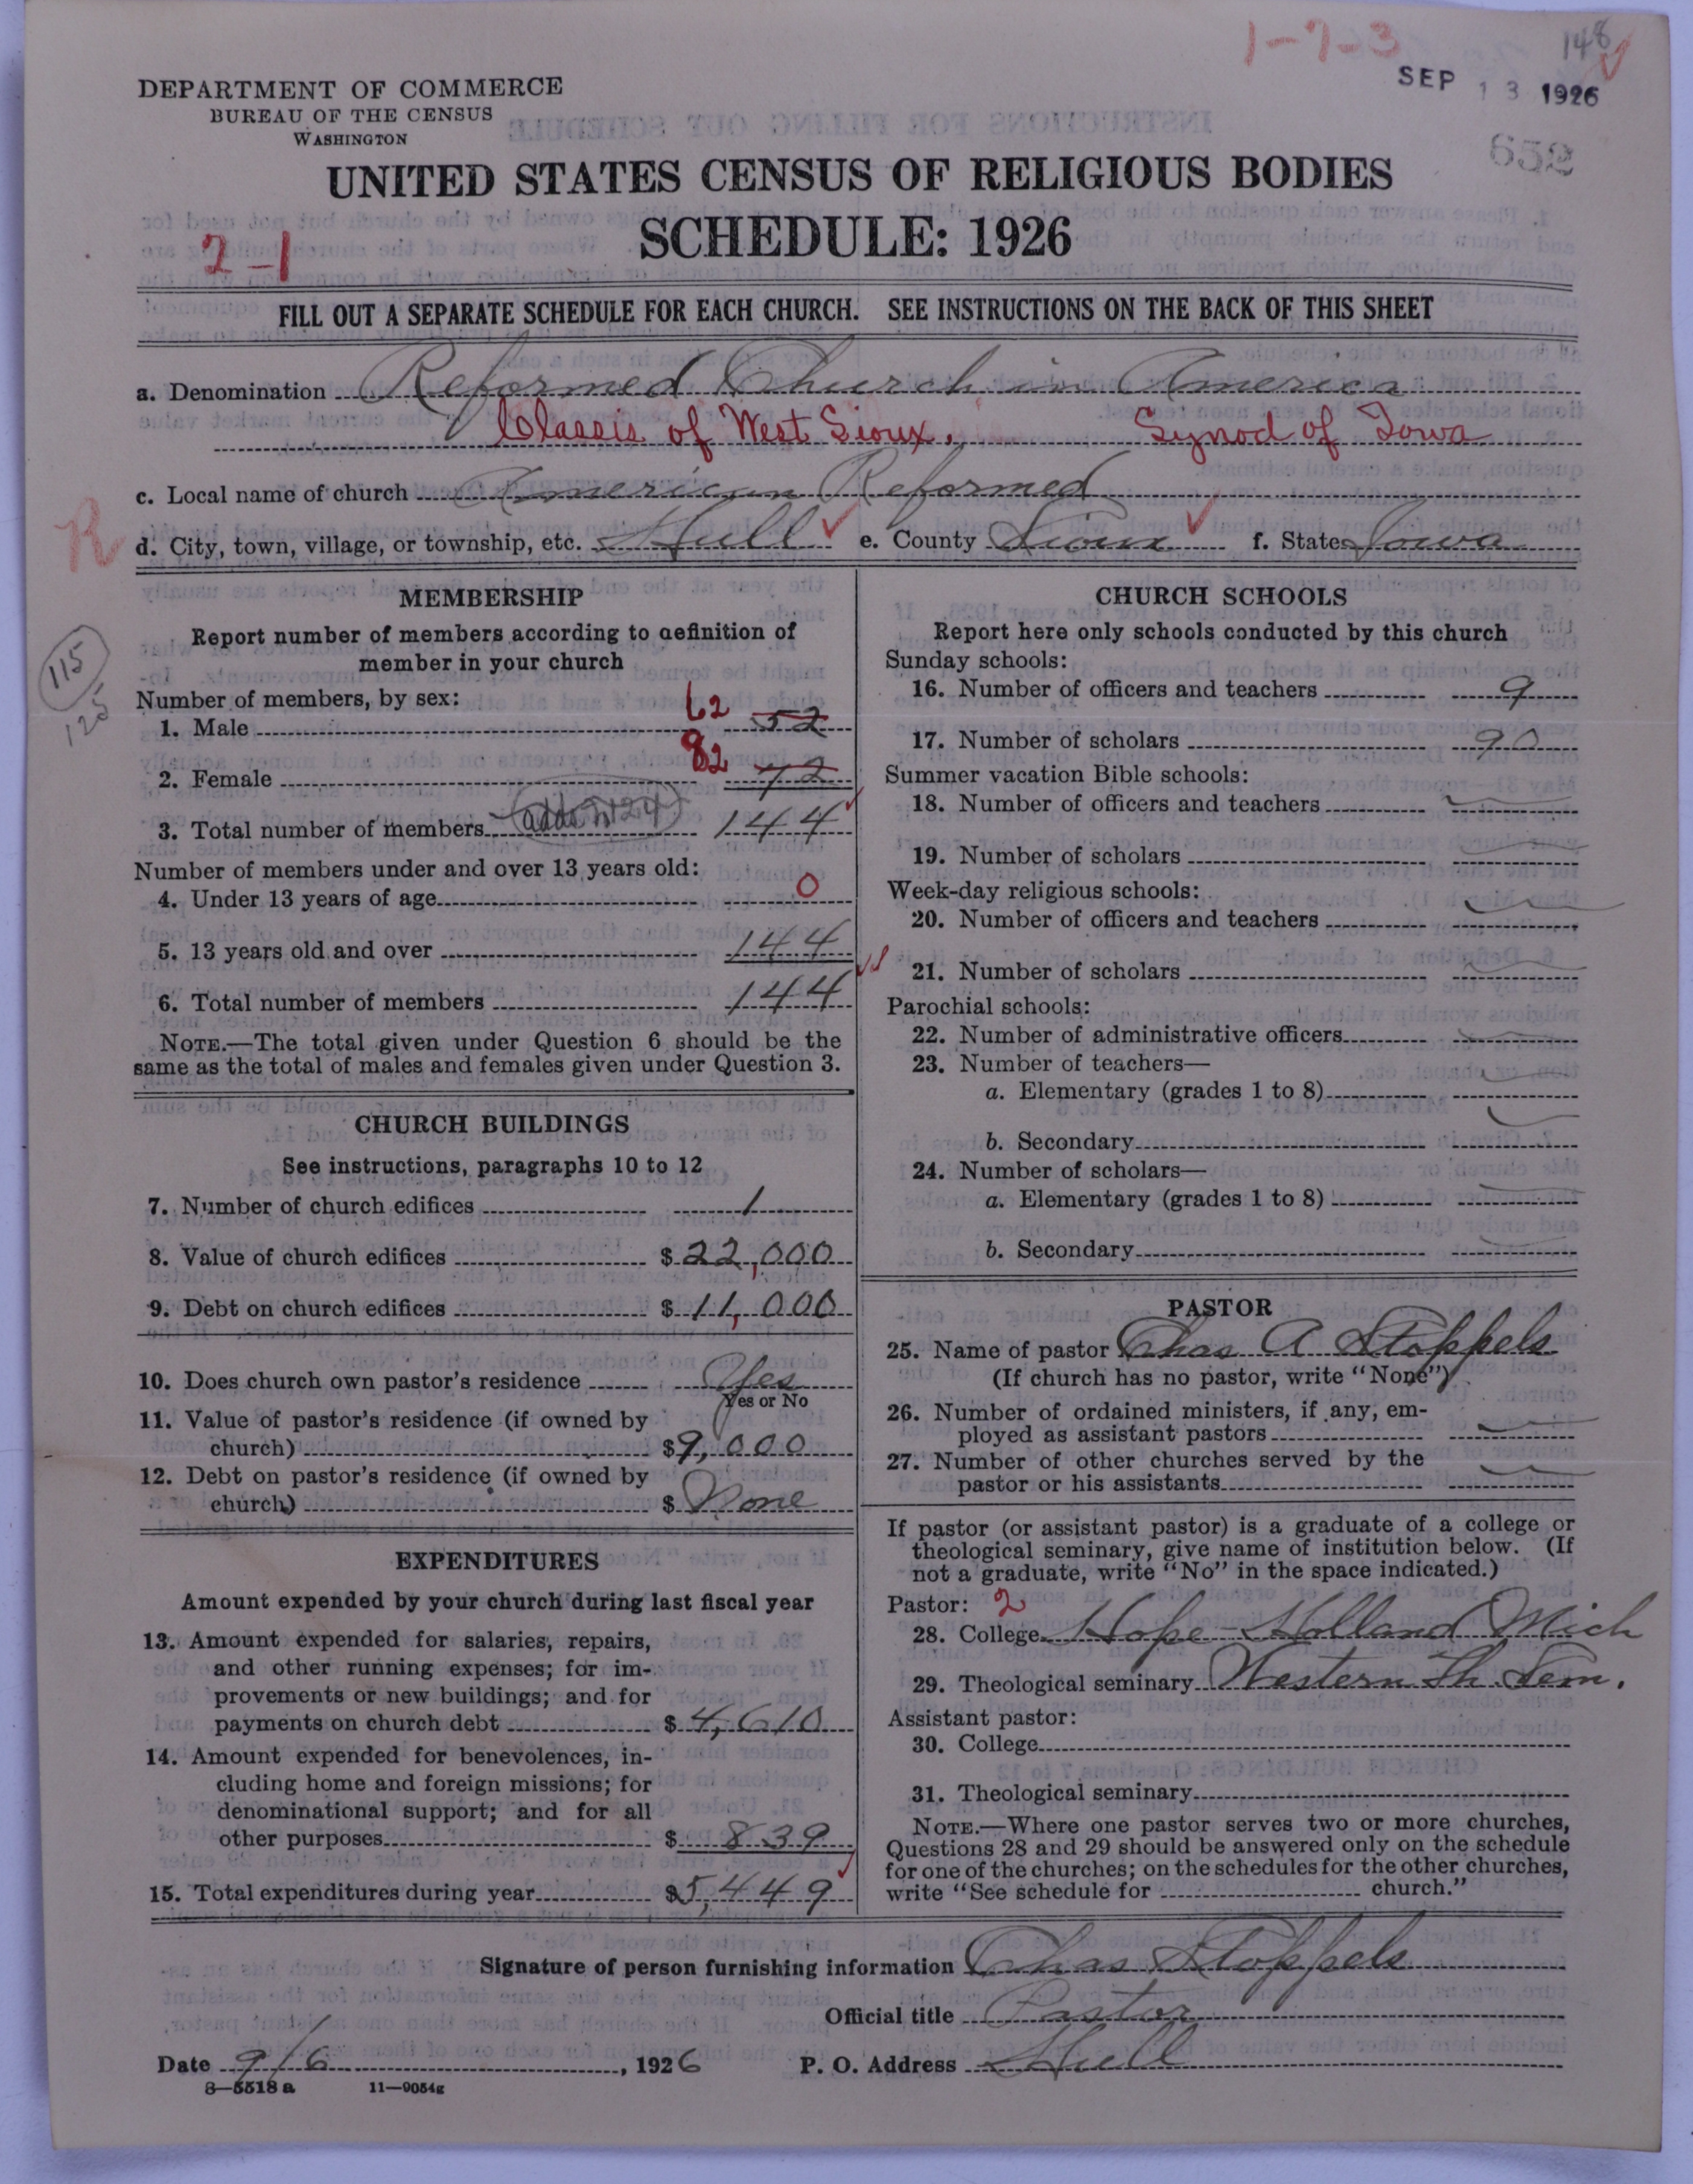 1-7-3
148
SEP 13 1926
652
DEPARTMENT OF COMMERCE
BUREAU OF THE CENSUS
WASHINGTON
UNITED STATES CENSUS OF RELIGIOUS BODIES
SCHEDULE: 1926
2-1
FILL OUT A SEPARATE SCHEDULE FOR EACH CHURCH. SEE INSTRUCTIONS ON THE BACK OF THIS SHEET
a. Denomination Reformed Church in America
Classis of West Sioux, Synod of Iowa
c. Local name of church American Reformed
R
d. City, town, village, or township, etc. Hull e. County Sioux f. State Iowa
MEMBERSHIP
Report number of members according to definition of
member in your church
115
125
Number of members, by sex:
1. Male 62 52
2. Female 82 72
3. Total number of members adds 124 144
Number of members under and over 13 years old:
4. Under 13 years of age 0
5. 13 years old and over 144
6. Total number of members 144
NOTE.—The total given under Question 6 should be the
same as the total of males and females given under Question 3.
CHURCH BUILDINGS
See instructions, paragraphs 10 to 12
7. Number of church edifices 1
8. Value of church edifices $ 22,000
9. Debt on church edifices $ 11,000
10. Does church own pastor's residence Yes
Yes or No
11. Value of pastor's residence (if owned by
church) $ 9,000
12. Debt on pastor's residence (if owned by
church) $ None
EXPENDITURES
Amount expended by your church during last fiscal year
13. Amount expended for salaries, repairs,
and other running expenses; for im-
provements or new buildings; and for
payments on church debt $ 4,610
14. Amount expended for benevolences, in-
cluding home and foreign missions; for
denominational support; and for all
other purposes $ 839
15. Total expenditures during year $5,449
CHURCH SCHOOLS
Report here only schools conducted by this church
Sunday schools:
16. Number of officers and teachers 9
17. Number of scholars 90
Summer vacation Bible schools:
18. Number of officers and teachers
19. Number of scholars
Week-day religious schools:
20. Number of officers and teachers
21. Number of scholars
Parochial schools:
22. Number of administrative officers
23. Number of teachers—
a. Elementary (grades 1 to 8)
b. Secondary
24. Number of scholars—
a. Elementary (grades 1 to 8)
b. Secondary
PASTOR
25. Name of pastor Chas A Stoppels
(If church has no pastor, write "None")
26. Number of ordained ministers, if any, em-
ployed as assistant pastors
27. Number of other churches served by the
pastor or his assistants
If pastor (or assistant pastor) is a graduate of a college or
theological seminary, give name of institution below. (If
not a graduate, write "No" in the space indicated.)
Pastor: 2
28. College Hope - Holland Mich
29. Theological seminary Western Th. Sem.
Assistant pastor:
30. College
31. Theological seminary
NOTE.—Where one pastor serves two or more churches,
Questions 28 and 29 should be answered only on the schedule
for one of the churches; on the schedules for the other churches,
write "See schedule for church."
Signature of person furnishing information Chas Stoppels
Official title Pastor
Date 9/6, 1926 P. O. Address Hull
8—5518 a 11—9054g